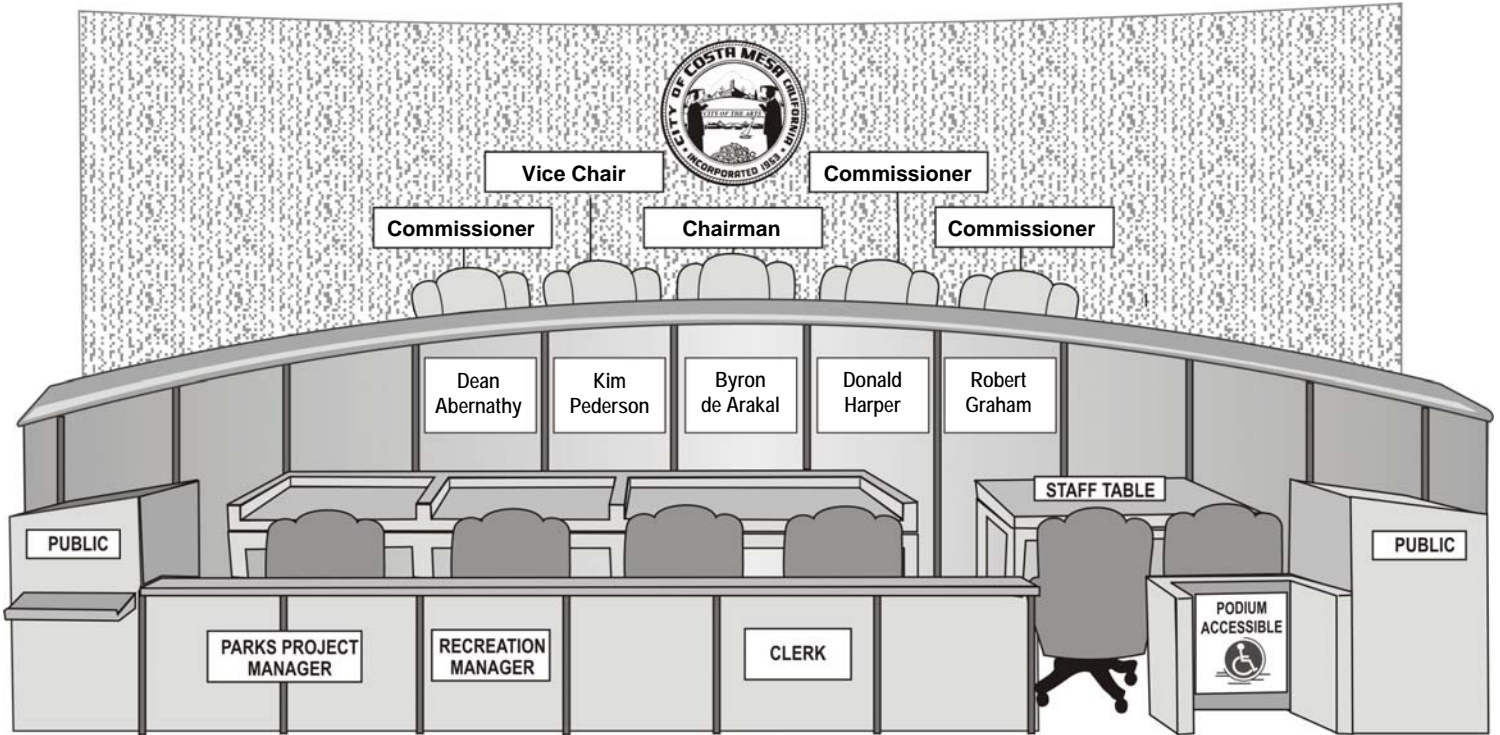 CITY OF COSTA MESA CALIFORNIA
CITY OF THE ARTS
INCORPORATED 1953
Vice Chair
Commissioner
Commissioner
Chairman
Commissioner
Dean
Abernathy
Kim
Pederson
Byron
de Arakal
Donald
Harper
Robert
Graham
STAFF TABLE
PUBLIC
PUBLIC
PARKS PROJECT
MANAGER
RECREATION
MANAGER
CLERK
PODIUM
ACCESSIBLE